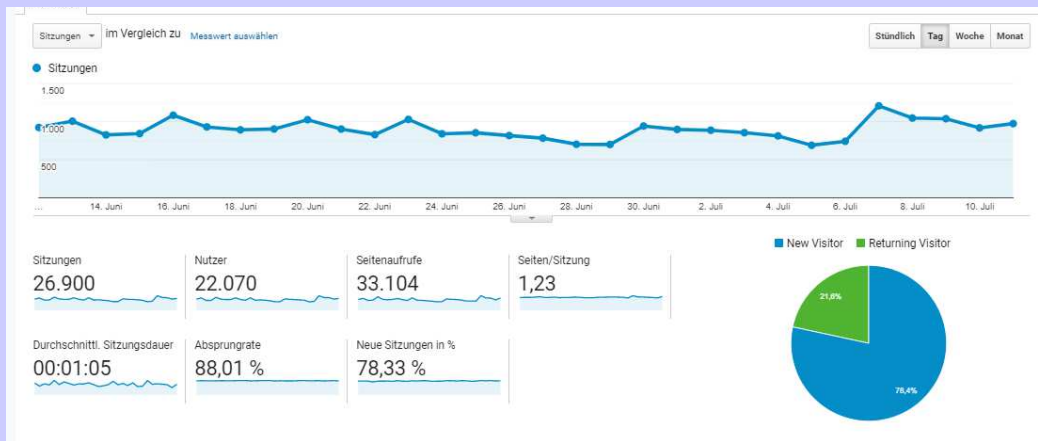 Sitzungen im Vergleich zu Messwert auswählen Stündlich Tag Woche Monat
Sitzungen
1.500
1.000
500
... 14. Juni 16. Juni 18. Juni 20. Juni 22. Juni 24. Juni 26. Juni 28. Juni 30. Juni 2. Juli 4. Juli 6. Juli 8. Juli 10. Juli
New Visitor Returning Visitor
Sitzungen Nutzer Seitenaufrufe Seiten/Sitzung
26.900 22.070 33.104 1,23
21,6%
Durchschnittl. Sitzungsdauer Absprungrate Neue Sitzungen in %
00:01:05 88,01 % 78,33 %
78,4%